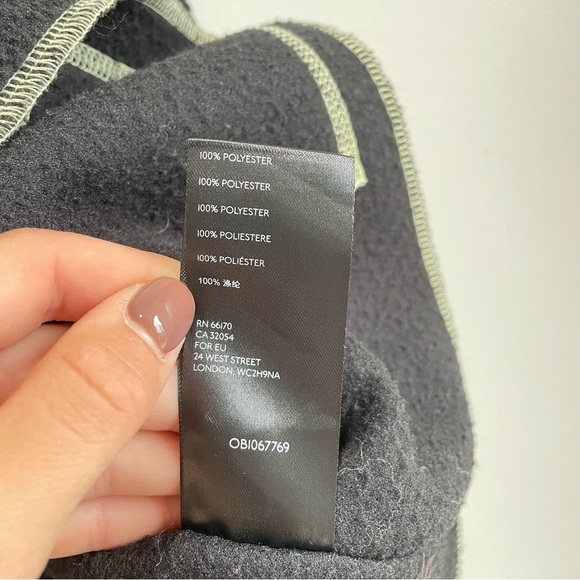 100% POLYESTER
100% POLYESTER
100% POLYESTER
100% POLIESTERE
100% POLIÉSTER
100% 涤纶
RN 66170
CA 32054
FOR EU
24 WEST STREET
LONDON, WC2H9NA
OB1067769